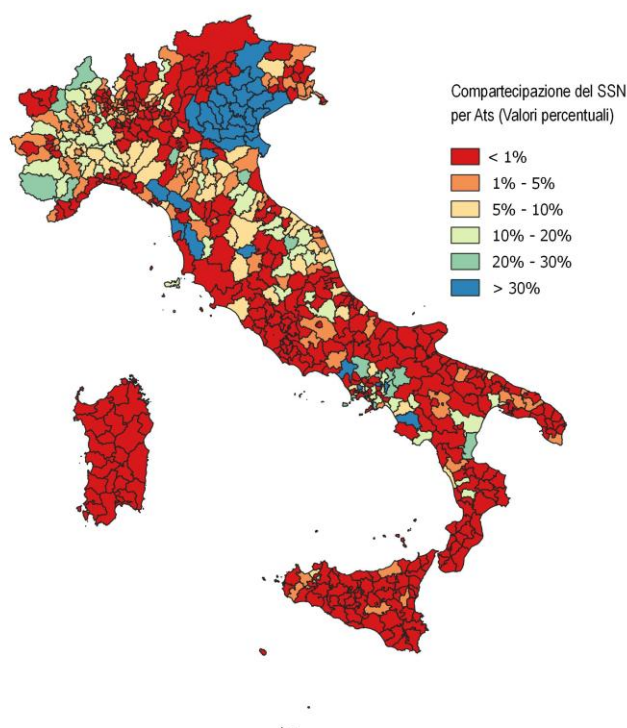 Compartecipazione del SSN
per Ats (Valori percentuali)
< 1%
1% - 5%
5% - 10%
10% - 20%
20% - 30%
> 30%